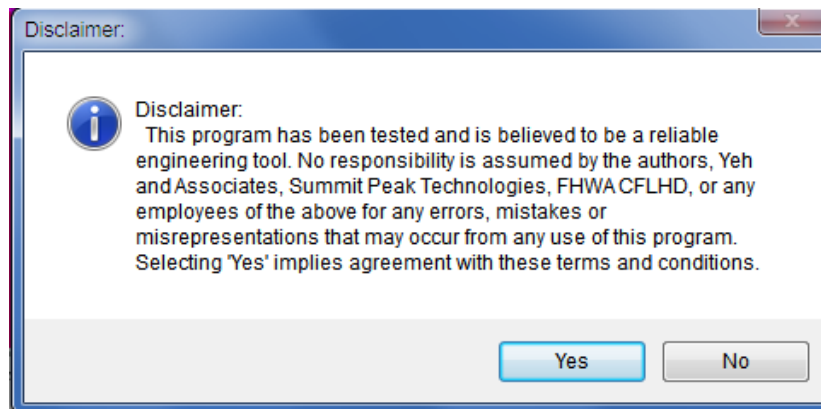 Disclaimer:
Disclaimer:
This program has been tested and is believed to be a reliable
engineering tool. No responsibility is assumed by the authors, Yeh
and Associates, Summit Peak Technologies, FHWA CFLHD, or any
employees of the above for any errors, mistakes or
misrepresentations that may occur from any use of this program.
Selecting 'Yes' implies agreement with these terms and conditions.
Yes
No